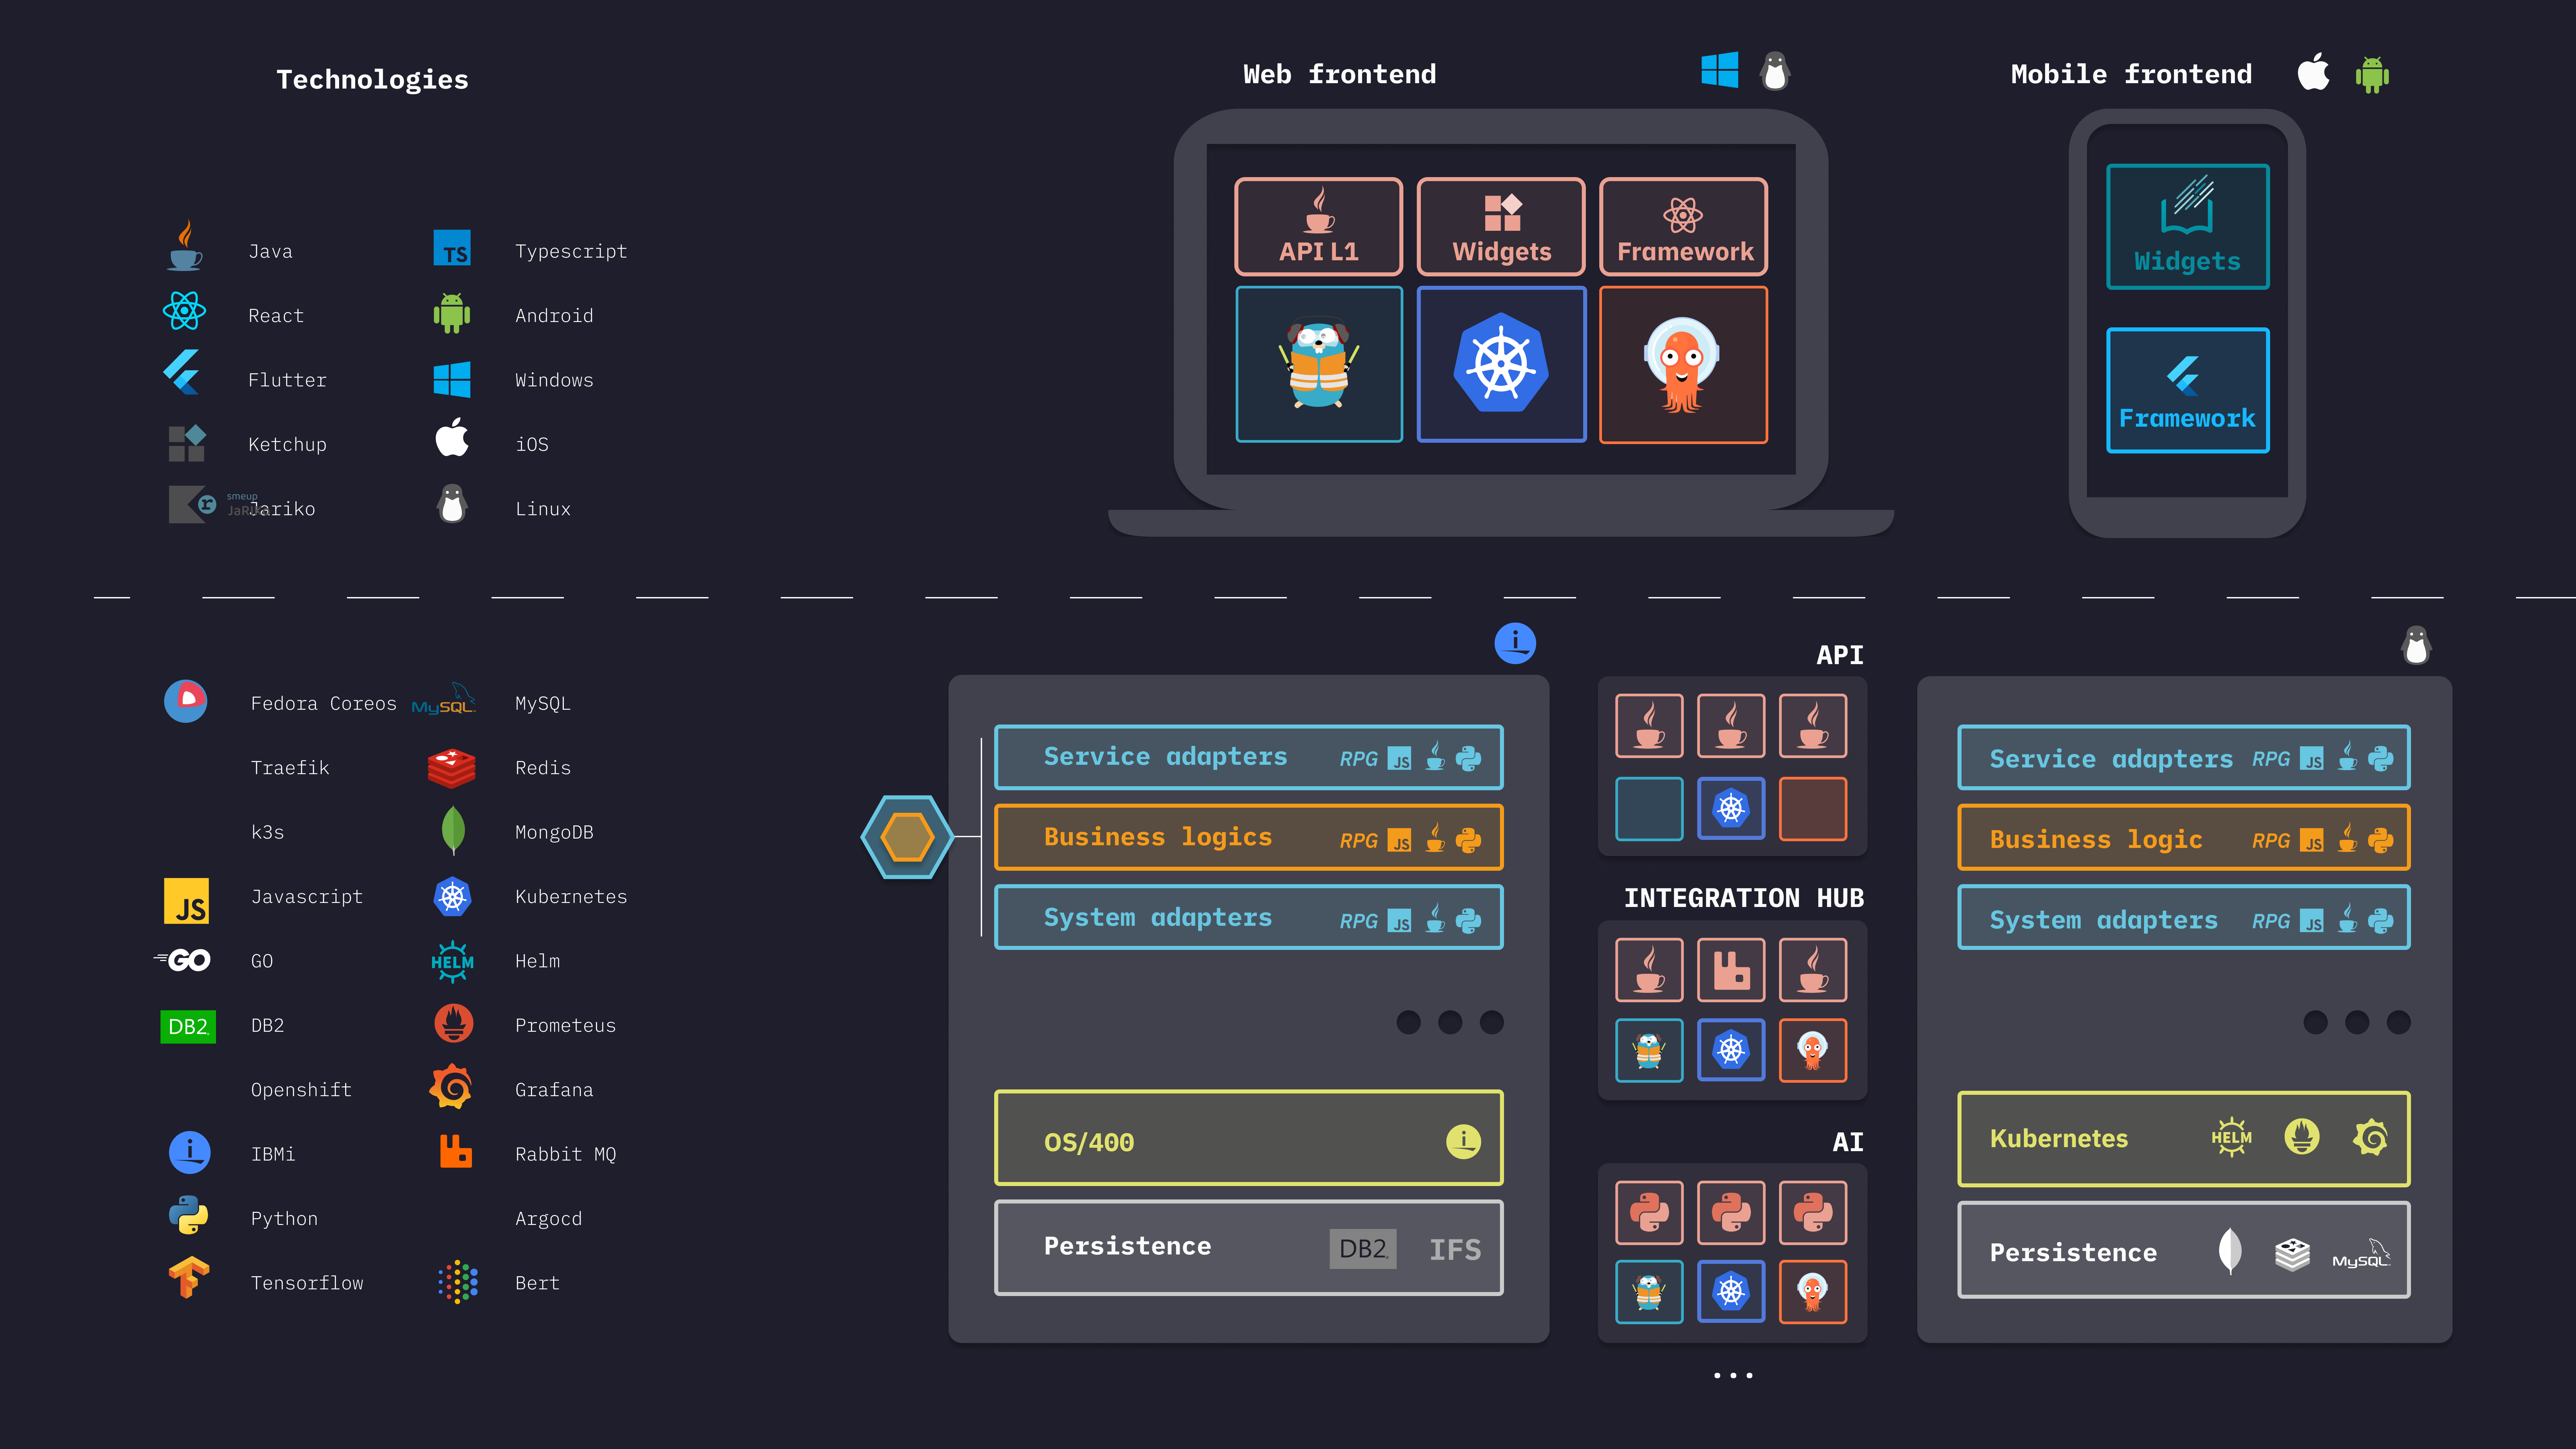 Technologies
Web frontend
Mobile frontend
Java
TS
Typescript
React
Android
Flutter
Windows
Ketchup
iOS
smeup
JaRiKo
Jariko
Linux
API L1
Widgets
Framework
Widgets
Framework
Fedora Coreos
MySQL
MySQL
Traefik
Redis
k3s
MongoDB
JS
Javascript
Kubernetes
GO
GO
HELM
Helm
DB2
DB2
Prometeus
Openshift
Grafana
i
IBMi
Rabbit MQ
Python
Argocd
Tensorflow
Bert
i
Service adapters RPG JS
Business logics RPG JS
System adapters RPG JS
OS/400 i
Persistence DB2 IFS
API
INTEGRATION HUB
AI
...
Service adapters RPG JS
Business logic RPG JS
System adapters RPG JS
Kubernetes HELM
Persistence MySQL